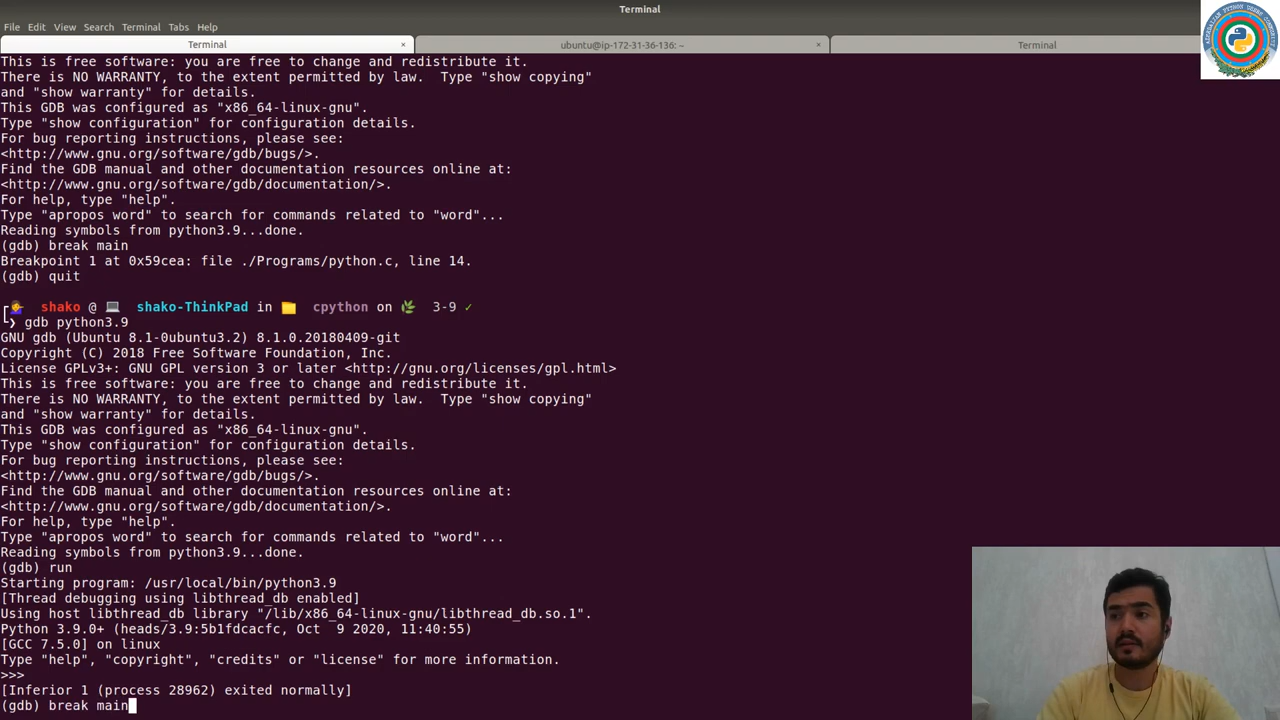 Terminal
File Edit View Search Terminal Tabs Help
Terminal × ubuntu@ip-172-31-36-136: ~ × Terminal
This is free software: you are free to change and redistribute it.
There is NO WARRANTY, to the extent permitted by law.  Type "show copying"
and "show warranty" for details.
This GDB was configured as "x86_64-linux-gnu".
Type "show configuration" for configuration details.
For bug reporting instructions, please see:
<http://www.gnu.org/software/gdb/bugs/>.
Find the GDB manual and other documentation resources online at:
<http://www.gnu.org/software/gdb/documentation/>.
For help, type "help".
Type "apropos word" to search for commands related to "word"...
Reading symbols from python3.9...done.
(gdb) break main
Breakpoint 1 at 0x59cea: file ./Programs/python.c, line 14.
(gdb) quit
shako @ 💻 shako-ThinkPad in 📁 cpython on 🌿 3-9 ✓
❯ gdb python3.9
GNU gdb (Ubuntu 8.1-0ubuntu3.2) 8.1.0.20180409-git
Copyright (C) 2018 Free Software Foundation, Inc.
License GPLv3+: GNU GPL version 3 or later <http://gnu.org/licenses/gpl.html>
This is free software: you are free to change and redistribute it.
There is NO WARRANTY, to the extent permitted by law.  Type "show copying"
and "show warranty" for details.
This GDB was configured as "x86_64-linux-gnu".
Type "show configuration" for configuration details.
For bug reporting instructions, please see:
<http://www.gnu.org/software/gdb/bugs/>.
Find the GDB manual and other documentation resources online at:
<http://www.gnu.org/software/gdb/documentation/>.
For help, type "help".
Type "apropos word" to search for commands related to "word"...
Reading symbols from python3.9...done.
(gdb) run
Starting program: /usr/local/bin/python3.9
[Thread debugging using libthread_db enabled]
Using host libthread_db library "/lib/x86_64-linux-gnu/libthread_db.so.1".
Python 3.9.0+ (heads/3.9:5b1fdcacfc, Oct  9 2020, 11:40:55)
[GCC 7.5.0] on linux
Type "help", "copyright", "credits" or "license" for more information.
>>>
[Inferior 1 (process 28962) exited normally]
(gdb) break main